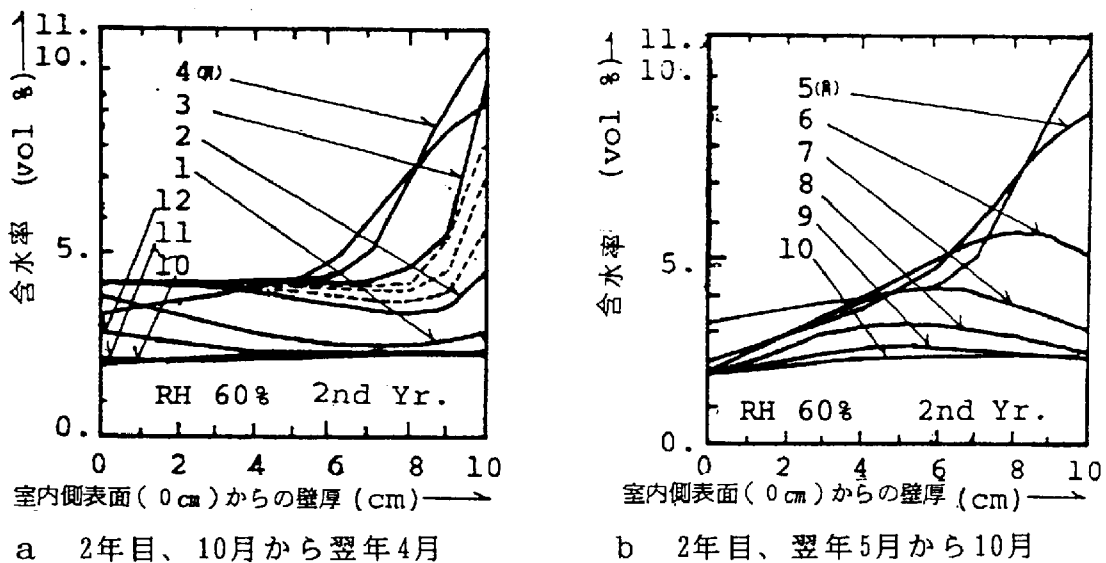 11.
10.
5.
0.
含水率 (vol %)
4(月)
3
2
1
12
11
10
RH 60% 2nd Yr.
0 2 4 6 8 10
室内側表面(0cm)からの壁厚(cm)
a 2年目、10月から翌年4月
11.
10.
5.
0.
含水率 (vol %)
5(月)
6
7
8
9
10
RH 60% 2nd Yr.
0 2 4 6 8 10
室内側表面(0cm)からの壁厚(cm)
b 2年目、翌年5月から10月